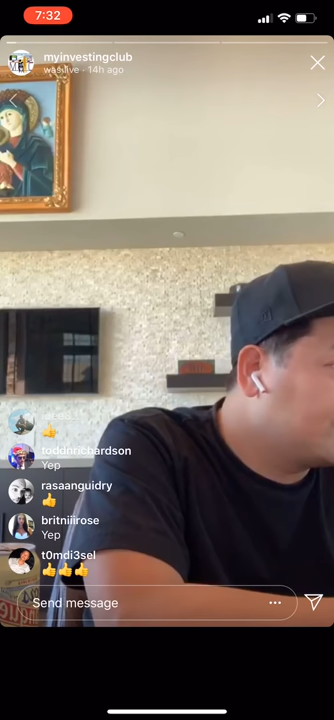 7:32
myinvestingclub
was live · 14h ago
👍
toddnrichardson
Yep
rasaanguidry
👍
britniiirose
Yep
t0mdi3sel
👍👍👍
Send message